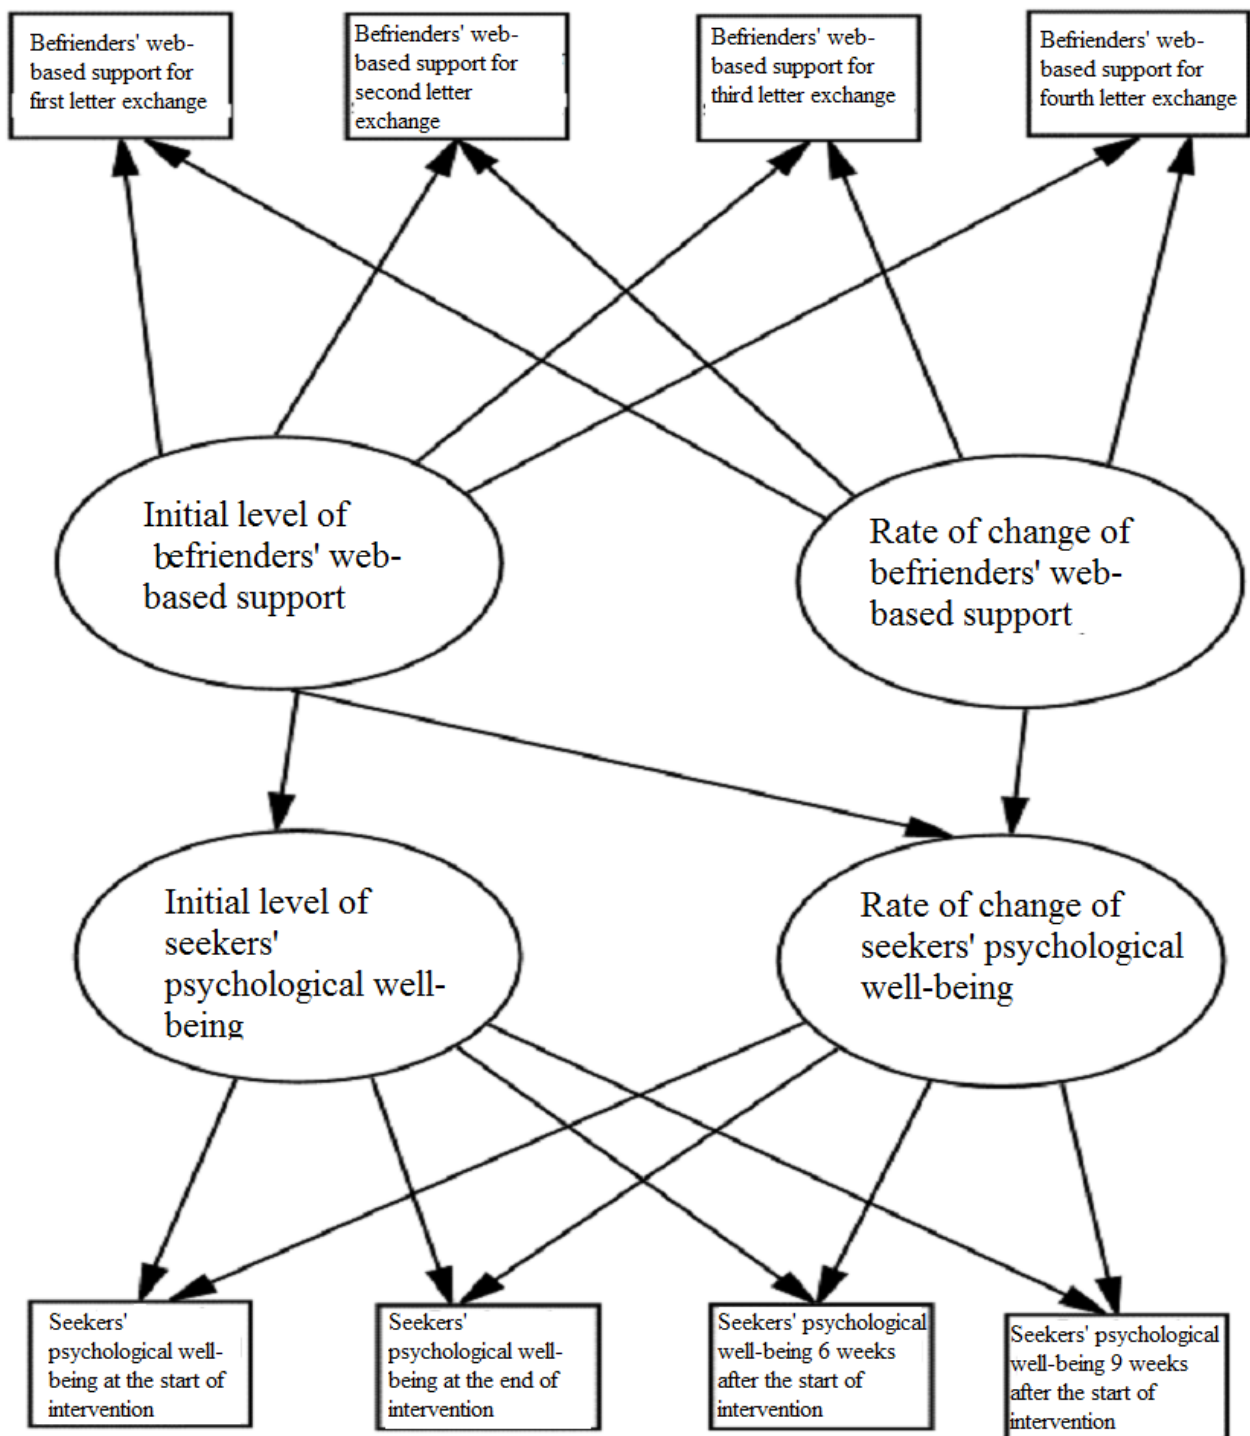 Befrienders' web-
based support for
first letter exchange
Befrienders' web-
based support for
second letter
exchange
Befrienders' web-
based support for
third letter exchange
Befrienders' web-
based support for
fourth letter exchange
Initial level of
befrienders' web-
based support
Rate of change of
befrienders' web-
based support
Initial level of
seekers'
psychological well-
being
Rate of change of
seekers' psychological
well-being
Seekers'
psychological well-
being at the start of
intervention
Seekers'
psychological well-
being at the end of
intervention
Seekers' psychological
well-being 6 weeks
after the start of
intervention
Seekers' psychological
well-being 9 weeks
after the start of
intervention